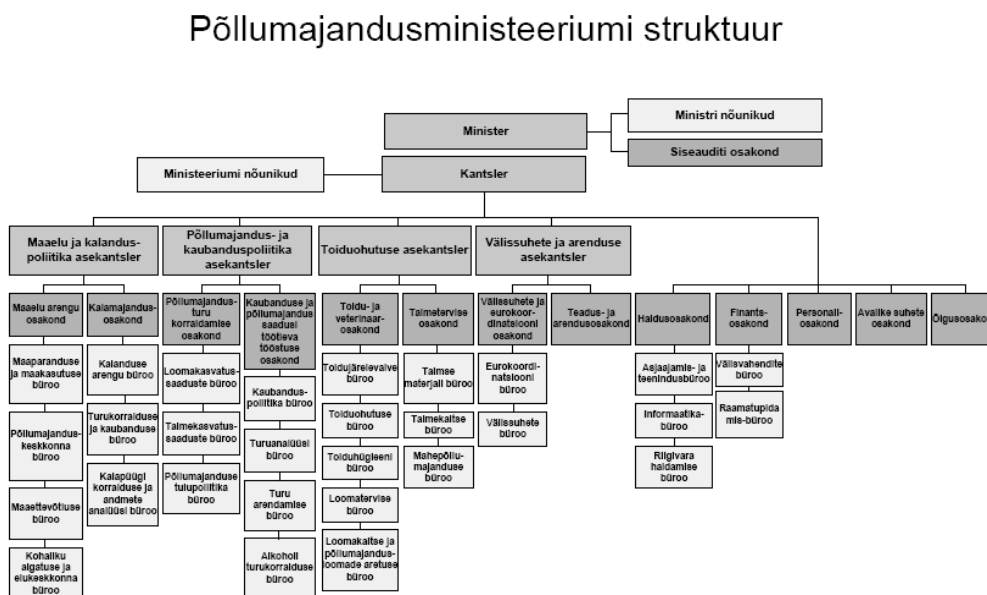 Põllumajandusministeeriumi struktuur
Minister
Ministri nõunikud
Siseauditi osakond
Ministeeriumi nõunikud
Kantsler
Maaelu ja kalandus-
poliitika asekantsler
Põllumajandus- ja
kaubanduspoliitika
asekantsler
Toiduohutuse asekantsler
Välissuhete ja arenduse
asekantsler
Maaelu arengu
osakond
Kalamajandus-
osakond
Põllumajandus-
turu
korraldamise
osakond
Kaubanduse ja
põllumajandus
saadusi
töötleva
tööstuse
osakond
Toidu- ja
veterinaar-
osakond
Taimetervise
osakond
Välissuhete ja
eurokoor-
dinatsiooni
osakond
Teadus- ja
arendusosakond
Haldusosakond
Finants-
osakond
Personali-
osakond
Avalike suhete
osakond
Õigusosakond
Maaparanduse
ja maakasutuse
büroo
Põllumajandus-
keskkonna
büroo
Maaettevõtluse
büroo
Kohaliku
algatuse ja
elukeskkonna
büroo
Kalanduse
arengu büroo
Turukorralduse
ja kaubanduse
büroo
Kalapüügi
korralduse ja
andmete
analüüsi büroo
Loomakasvatus-
saaduste büroo
Taimekasvatus-
saaduste büroo
Põllumajanduse
tulupoliitika
büroo
Kaubandus-
poliitika büroo
Turuanalüüsi
büroo
Turu
arendamise
büroo
Alkoholi
turukorralduse
büroo
Toidujärelevalve
büroo
Toiduohutuse
büroo
Toiduhügieeni
büroo
Loomatervise
büroo
Loomakaitse ja
põllumajandus-
loomade aretuse
büroo
Taimse
materjali büroo
Taimekaitse
büroo
Mahepõllu-
majanduse
büroo
Eurokoordi-
natsiooni
büroo
Välissuhete
büroo
Asjaajamis- ja
teenindusbüroo
Informaatika-
büroo
Riigivara
haldamise
büroo
Välisvahendite
büroo
Raamatupida
mis-büroo